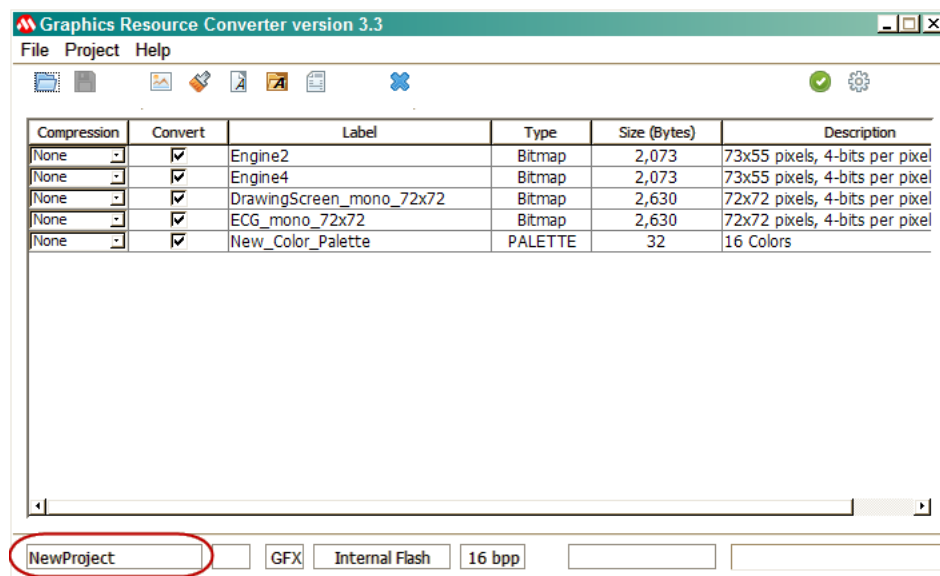 Graphics Resource Converter version 3.3
File Project Help
Compression Convert Label Type Size (Bytes) Description
None Engine2 Bitmap 2,073 73x55 pixels, 4-bits per pixel
None Engine4 Bitmap 2,073 73x55 pixels, 4-bits per pixel
None DrawingScreen_mono_72x72 Bitmap 2,630 72x72 pixels, 4-bits per pixel
None ECG_mono_72x72 Bitmap 2,630 72x72 pixels, 4-bits per pixel
None New_Color_Palette PALETTE 32 16 Colors
NewProject GFX Internal Flash 16 bpp